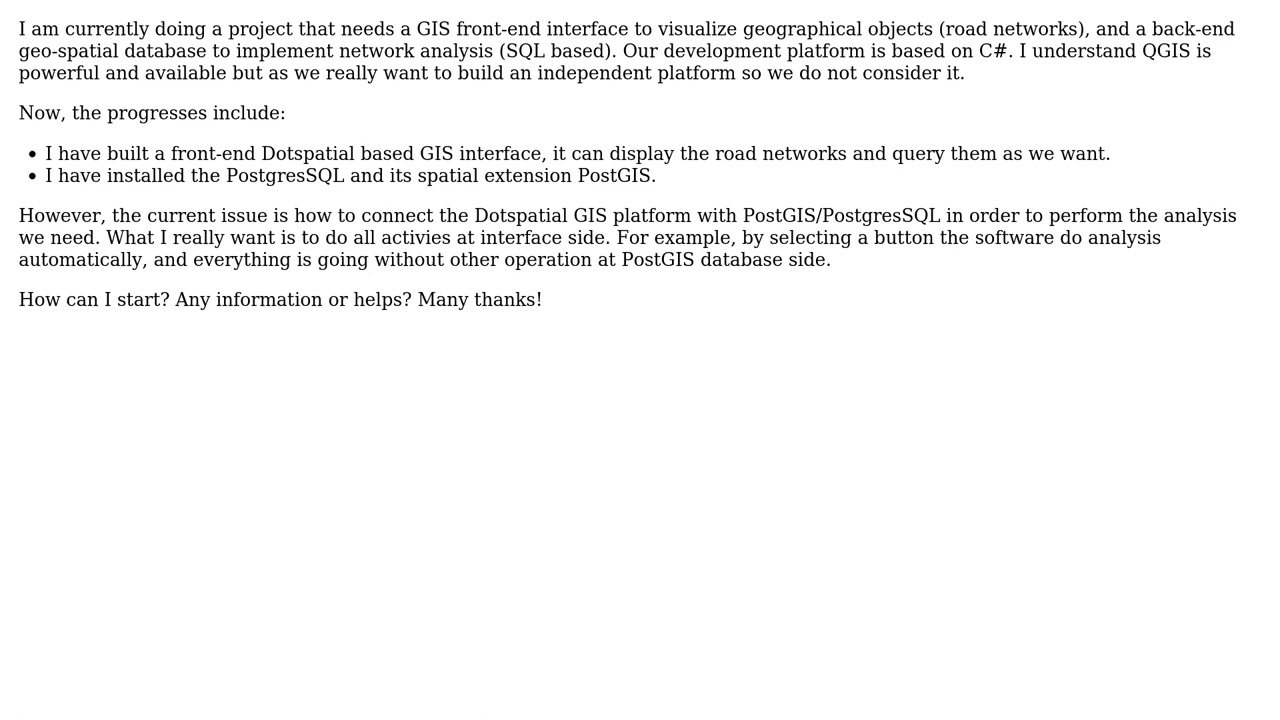 I am currently doing a project that needs a GIS front-end interface to visualize geographical objects (road networks), and a back-end
geo-spatial database to implement network analysis (SQL based). Our development platform is based on C#. I understand QGIS is
powerful and available but as we really want to build an independent platform so we do not consider it.
Now, the progresses include:
• I have built a front-end Dotspatial based GIS interface, it can display the road networks and query them as we want.
• I have installed the PostgresSQL and its spatial extension PostGIS.
However, the current issue is how to connect the Dotspatial GIS platform with PostGIS/PostgresSQL in order to perform the analysis
we need. What I really want is to do all activies at interface side. For example, by selecting a button the software do analysis
automatically, and everything is going without other operation at PostGIS database side.
How can I start? Any information or helps? Many thanks!